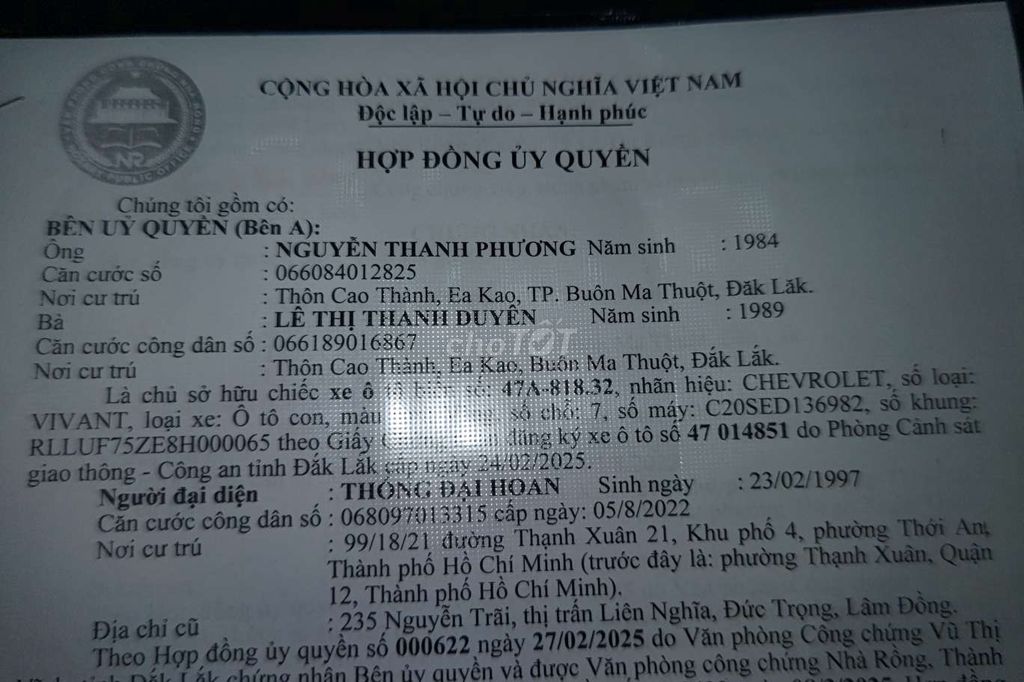 CỘNG HÒA XÃ HỘI CHỦ NGHĨA VIỆT NAM
Độc lập – Tự do – Hạnh phúc
HỢP ĐỒNG ỦY QUYỀN
Chúng tôi gồm có:
BÊN UỶ QUYỀN (Bên A):
Ông : NGUYỄN THANH PHƯƠNG Năm sinh : 1984
Căn cước số : 066084012825
Nơi cư trú : Thôn Cao Thành, Ea Kao, TP. Buôn Ma Thuột, Đăk Lăk.
Bà : LÊ THỊ THANH DUYÊN Năm sinh : 1989
Căn cước công dân số : 066189016867
Nơi cư trú : Thôn Cao Thành, Ea Kao, Buôn Ma Thuột, Đắk Lắk.
Là chủ sở hữu chiếc xe ô tô biển số: 47A-818.32, nhãn hiệu: CHEVROLET, số loại:
VIVANT, loại xe: Ô tô con, màu số chỗ: 7, số máy: C20SED136982, số khung:
RLLUF75ZE8H000065 theo Giấy đăng ký xe ô tô số 47 014851 do Phòng Cảnh sát
giao thông - Công an tỉnh Đắk Lắk cấp ngày 24/02/2025.
Người đại diện : THÔNG ĐẠI HOAN Sinh ngày : 23/02/1997
Căn cước công dân số : 068097013315 cấp ngày: 05/8/2022
Nơi cư trú : 99/18/21 đường Thạnh Xuân 21, Khu phố 4, phường Thới An,
Thành phố Hồ Chí Minh (trước đây là: phường Thạnh Xuân, Quận
12, Thành phố Hồ Chí Minh).
Địa chỉ cũ : 235 Nguyễn Trãi, thị trấn Liên Nghĩa, Đức Trọng, Lâm Đồng.
Theo Hợp đồng ủy quyền số 000622 ngày 27/02/2025 do Văn phòng Công chứng Vũ Thị
tỉnh Đắk Lắk chứng nhận Bên ủy quyền và được Văn phòng công chứng Nhà Rồng, Thành
chợTỐT